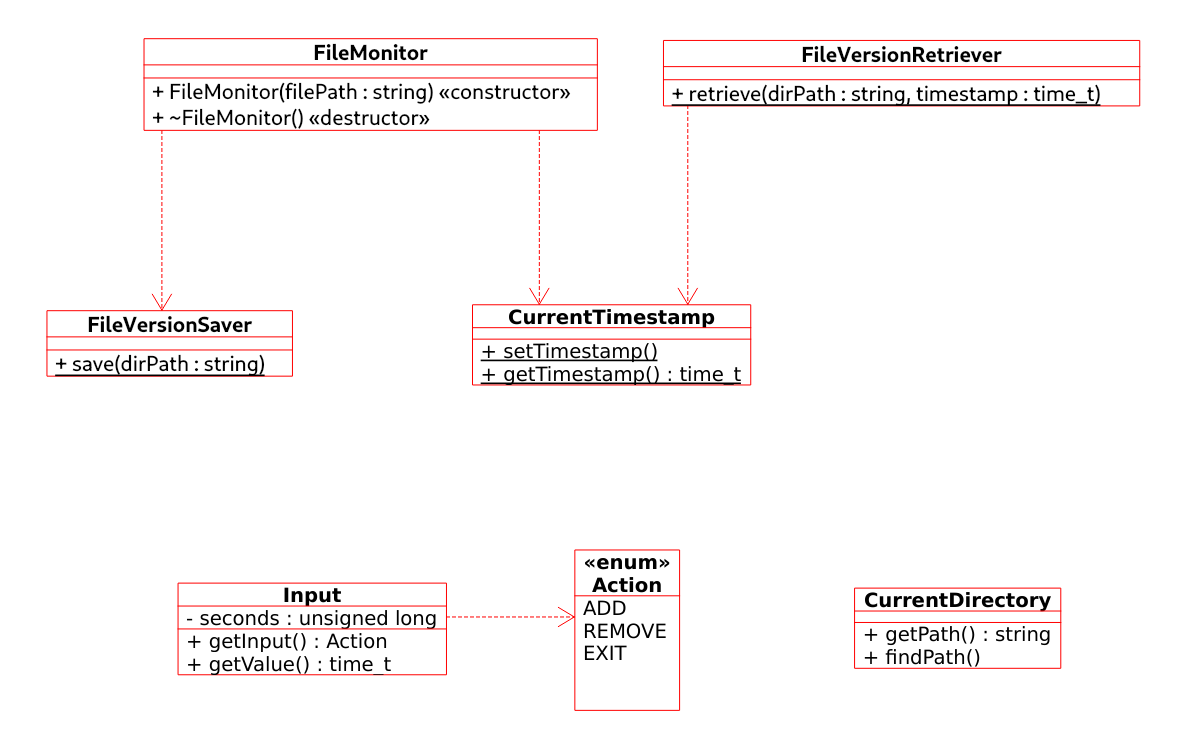 FileMonitor
+ FileMonitor(filePath : string) «constructor»
+ ~FileMonitor() «destructor»
FileVersionRetriever
+ retrieve(dirPath : string, timestamp : time_t)
FileVersionSaver
+ save(dirPath : string)
CurrentTimestamp
+ setTimestamp()
+ getTimestamp() : time_t
Input
- seconds : unsigned long
+ getInput() : Action
+ getValue() : time_t
«enum»
Action
ADD
REMOVE
EXIT
CurrentDirectory
+ getPath() : string
+ findPath()